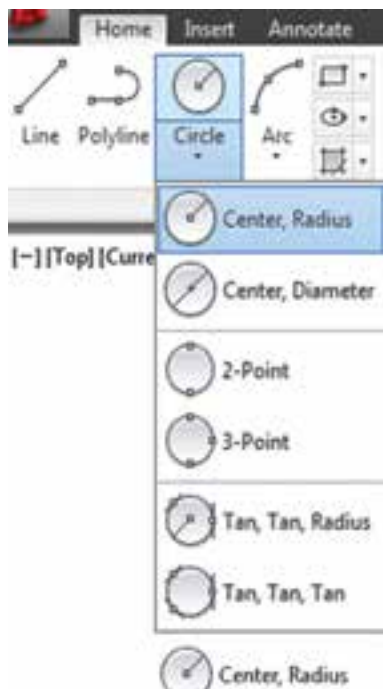 Home Insert Annotate
Line Polyline Circle Arc
Center, Radius
[−] [Top] [Curre
Center, Diameter
2-Point
3-Point
Tan, Tan, Radius
Tan, Tan, Tan
Center, Radius